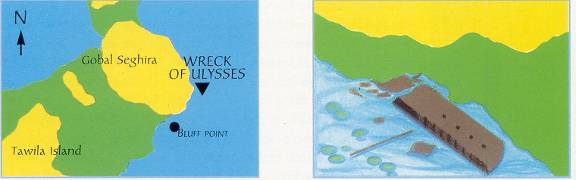 N
Gobal Seghira
WRECK
OF ULYSSES
BLUFF POINT
Tawila Island